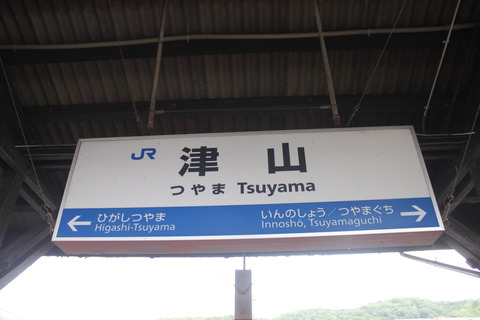 JR 津山
つやま Tsuyama
← ひがしつやま
Higashi-Tsuyama
いんのしょう／つやまぐち →
Innoshō, Tsuyamaguchi